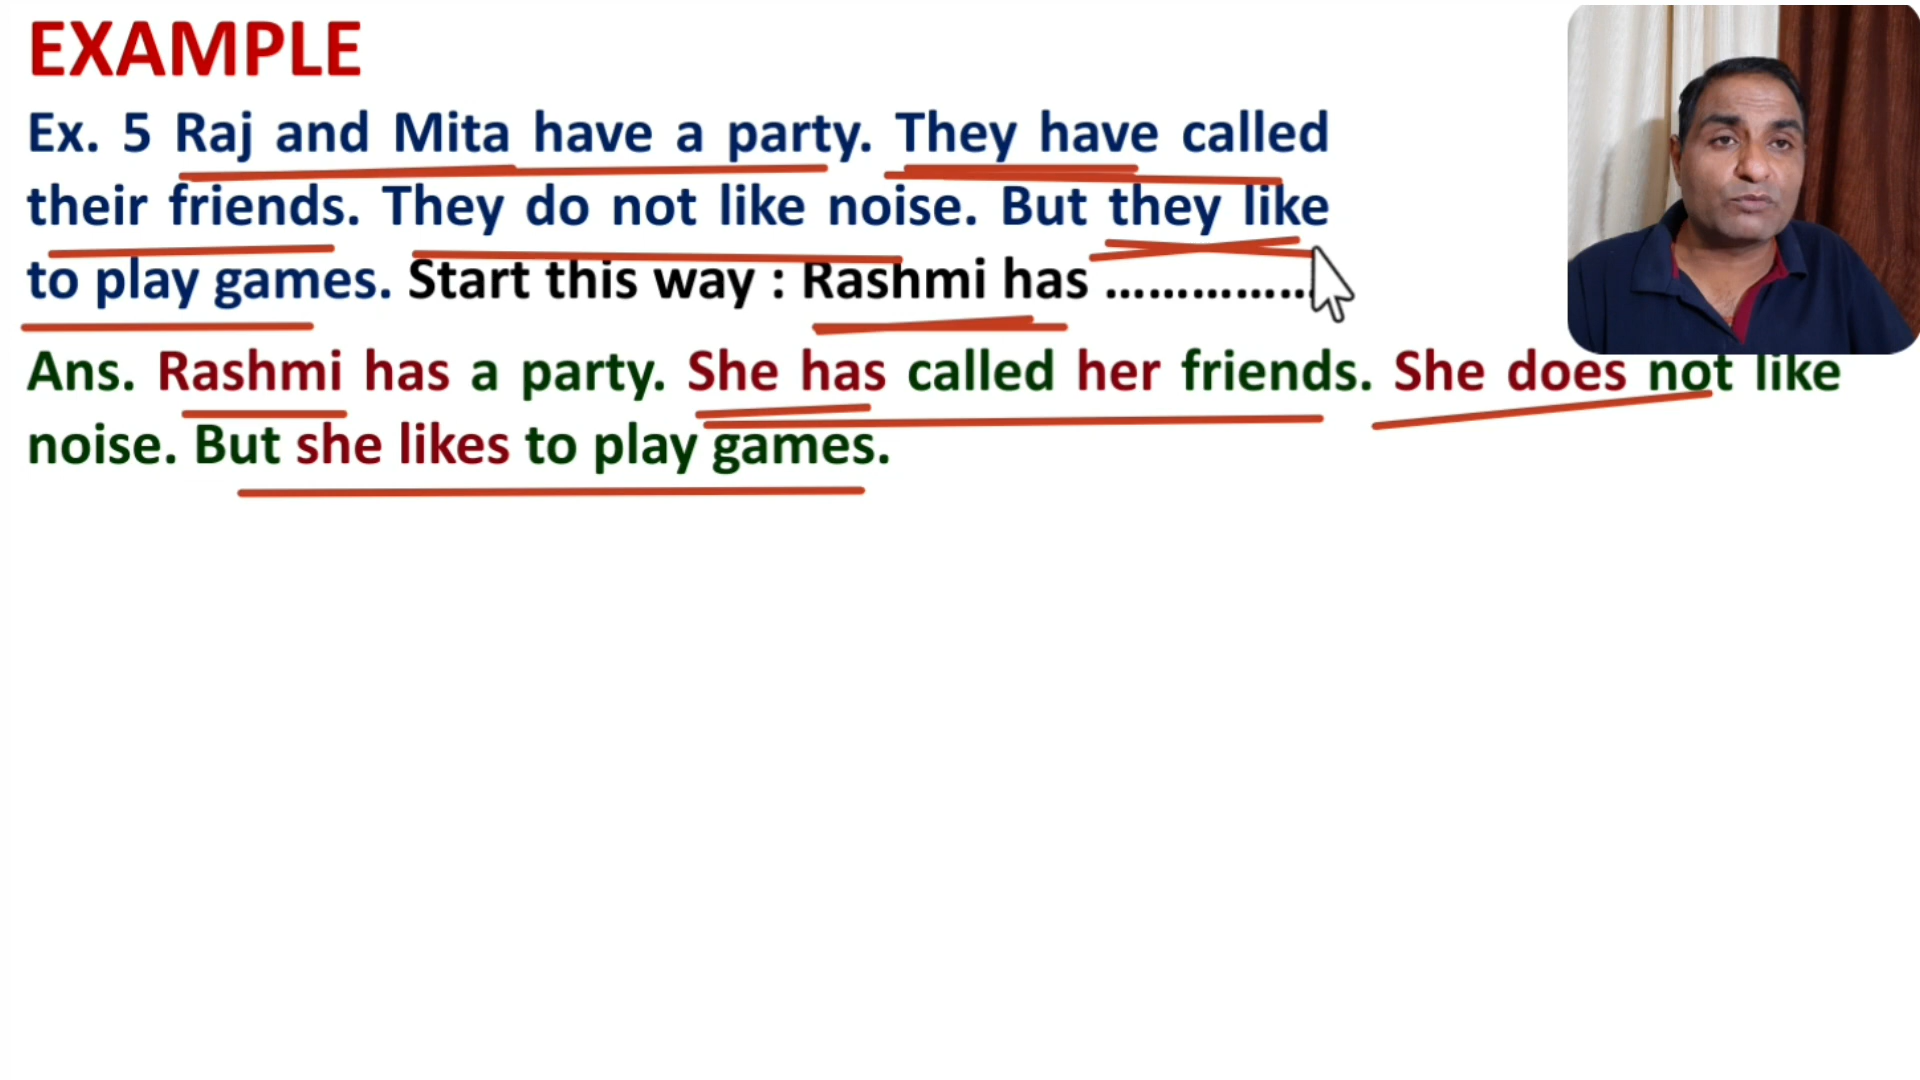 EXAMPLE
Ex. 5 Raj and Mita have a party. They have called
their friends. They do not like noise. But they like
to play games. Start this way : Rashmi has ...............
Ans. Rashmi has a party. She has called her friends. She does not like
noise. But she likes to play games.